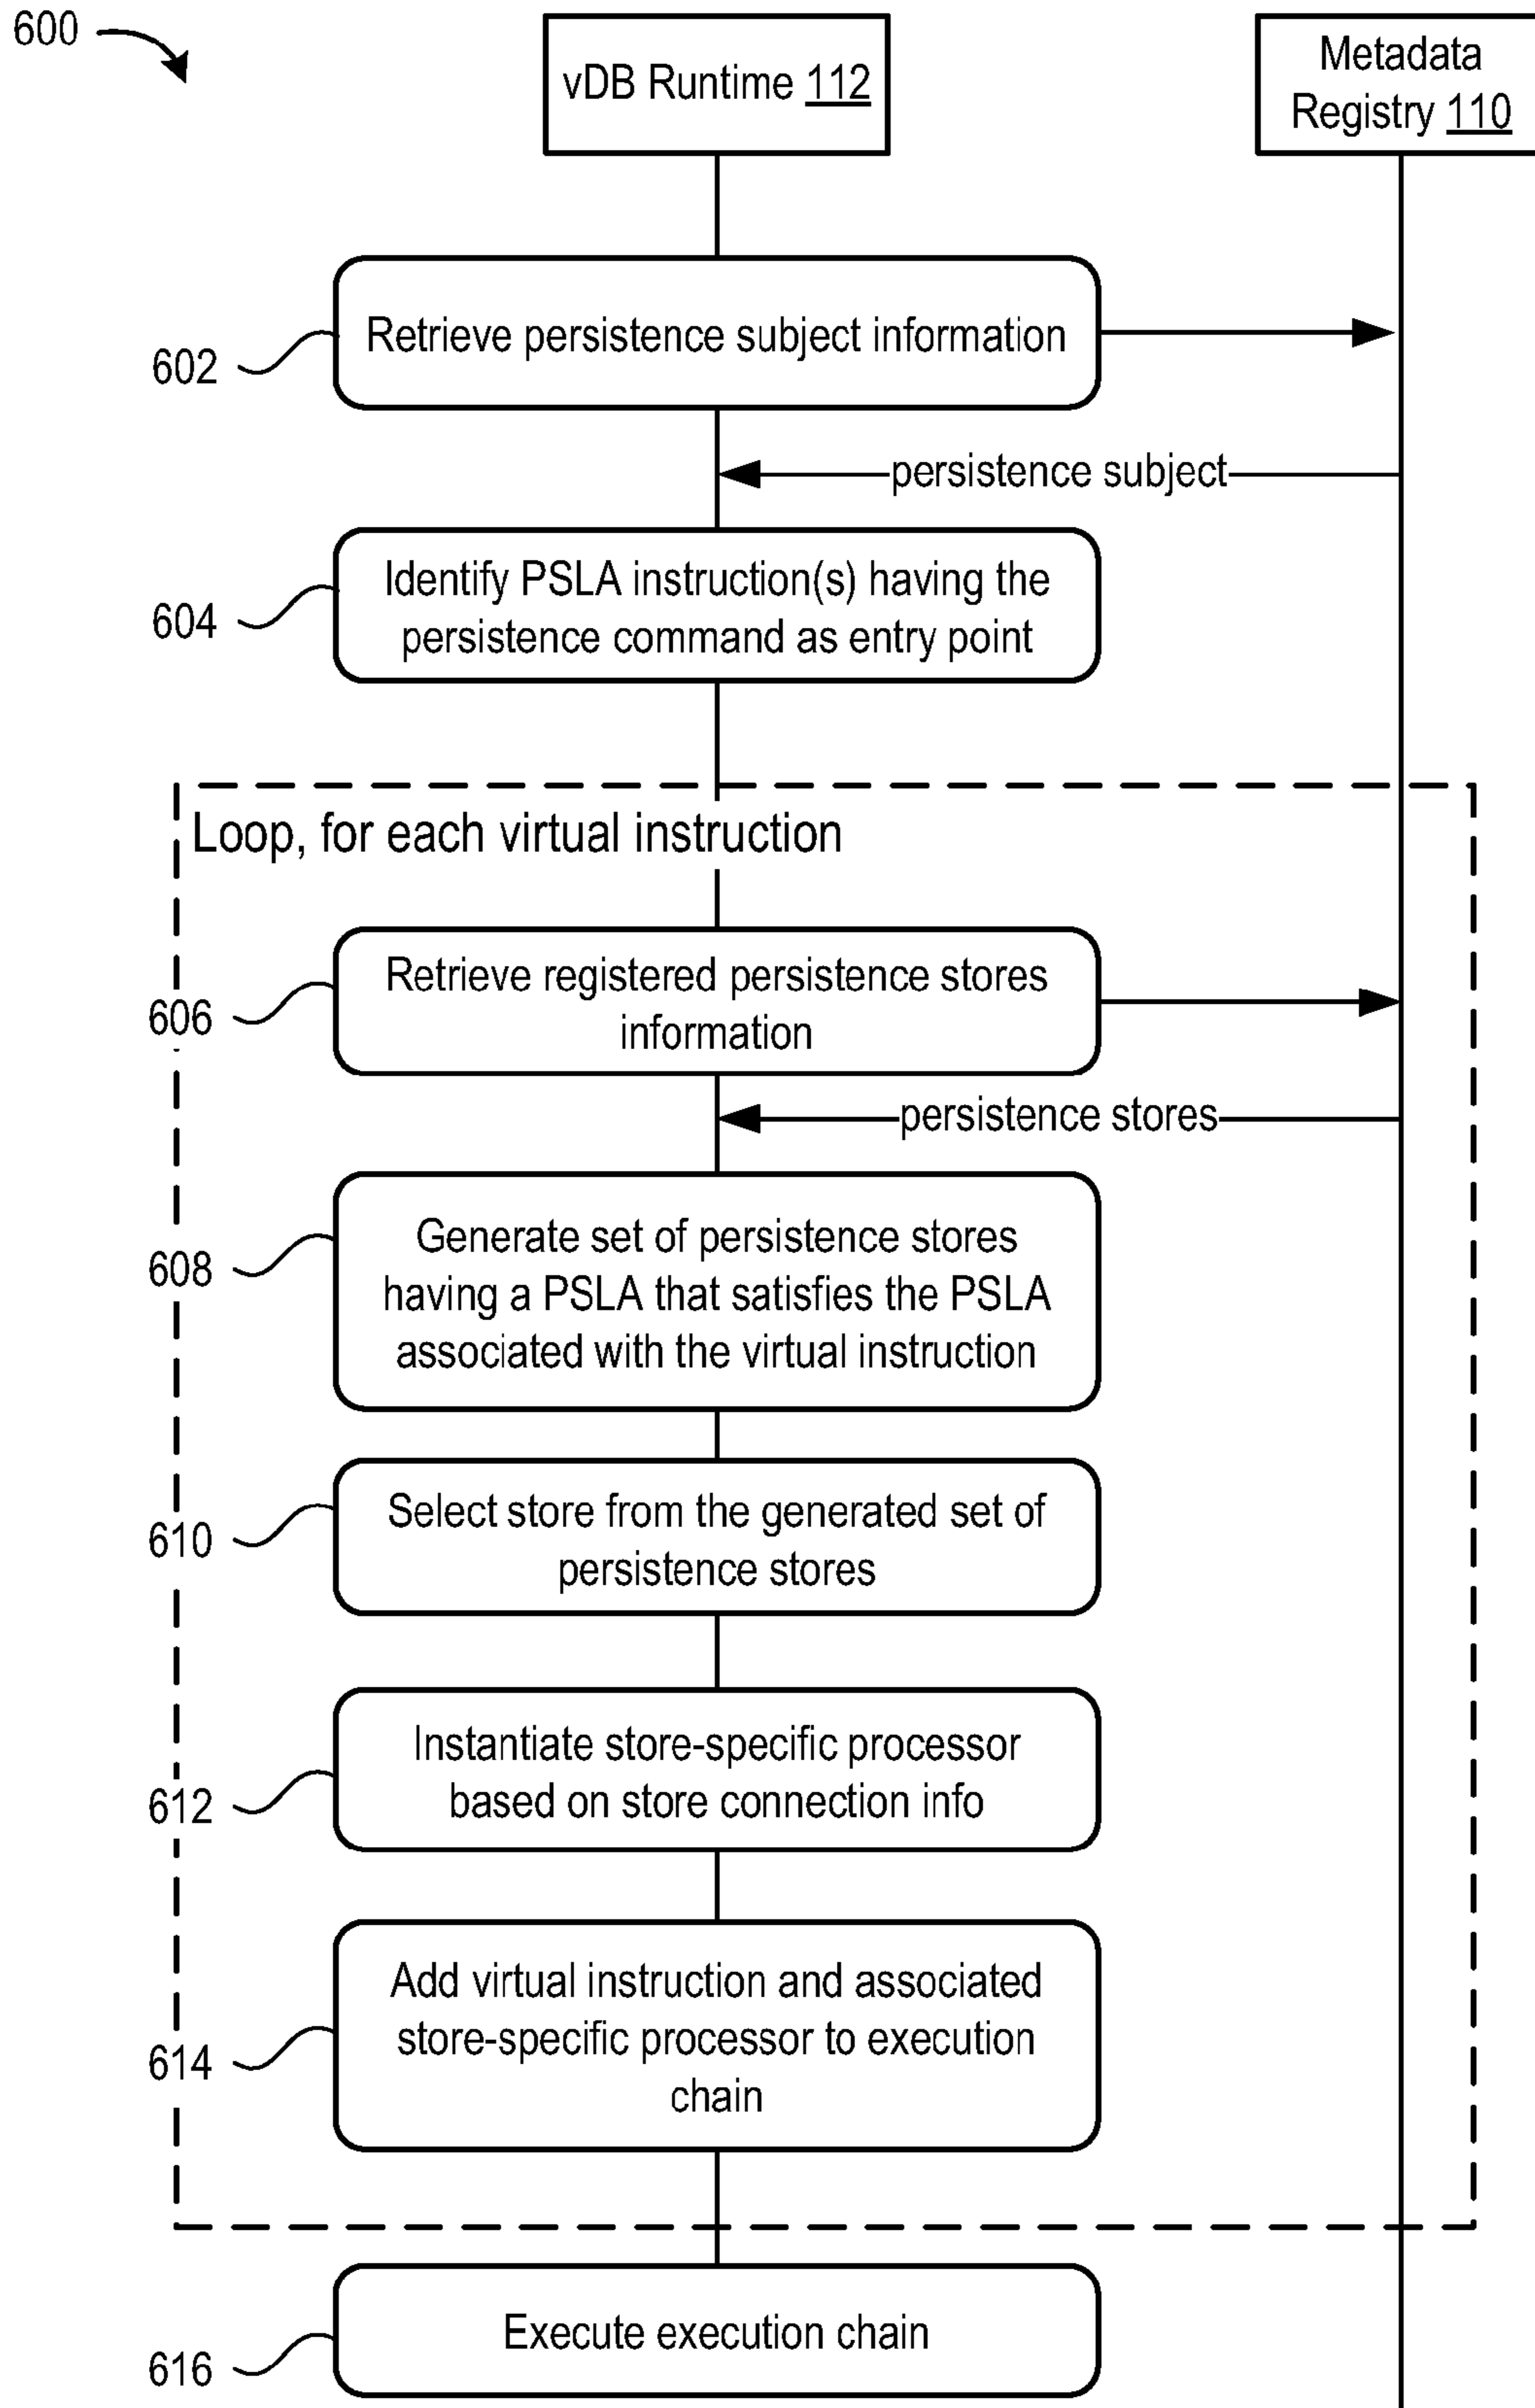 600
vDB Runtime 112
Metadata
Registry 110
Retrieve persistence subject information
602
persistence subject
Identify PSLA instruction(s) having the
persistence command as entry point
604
Loop, for each virtual instruction
Retrieve registered persistence stores
information
606
persistence stores
Generate set of persistence stores
having a PSLA that satisfies the PSLA
associated with the virtual instruction
608
Select store from the generated set of
persistence stores
610
Instantiate store-specific processor
based on store connection info
612
Add virtual instruction and associated
store-specific processor to execution
chain
614
Execute execution chain
616